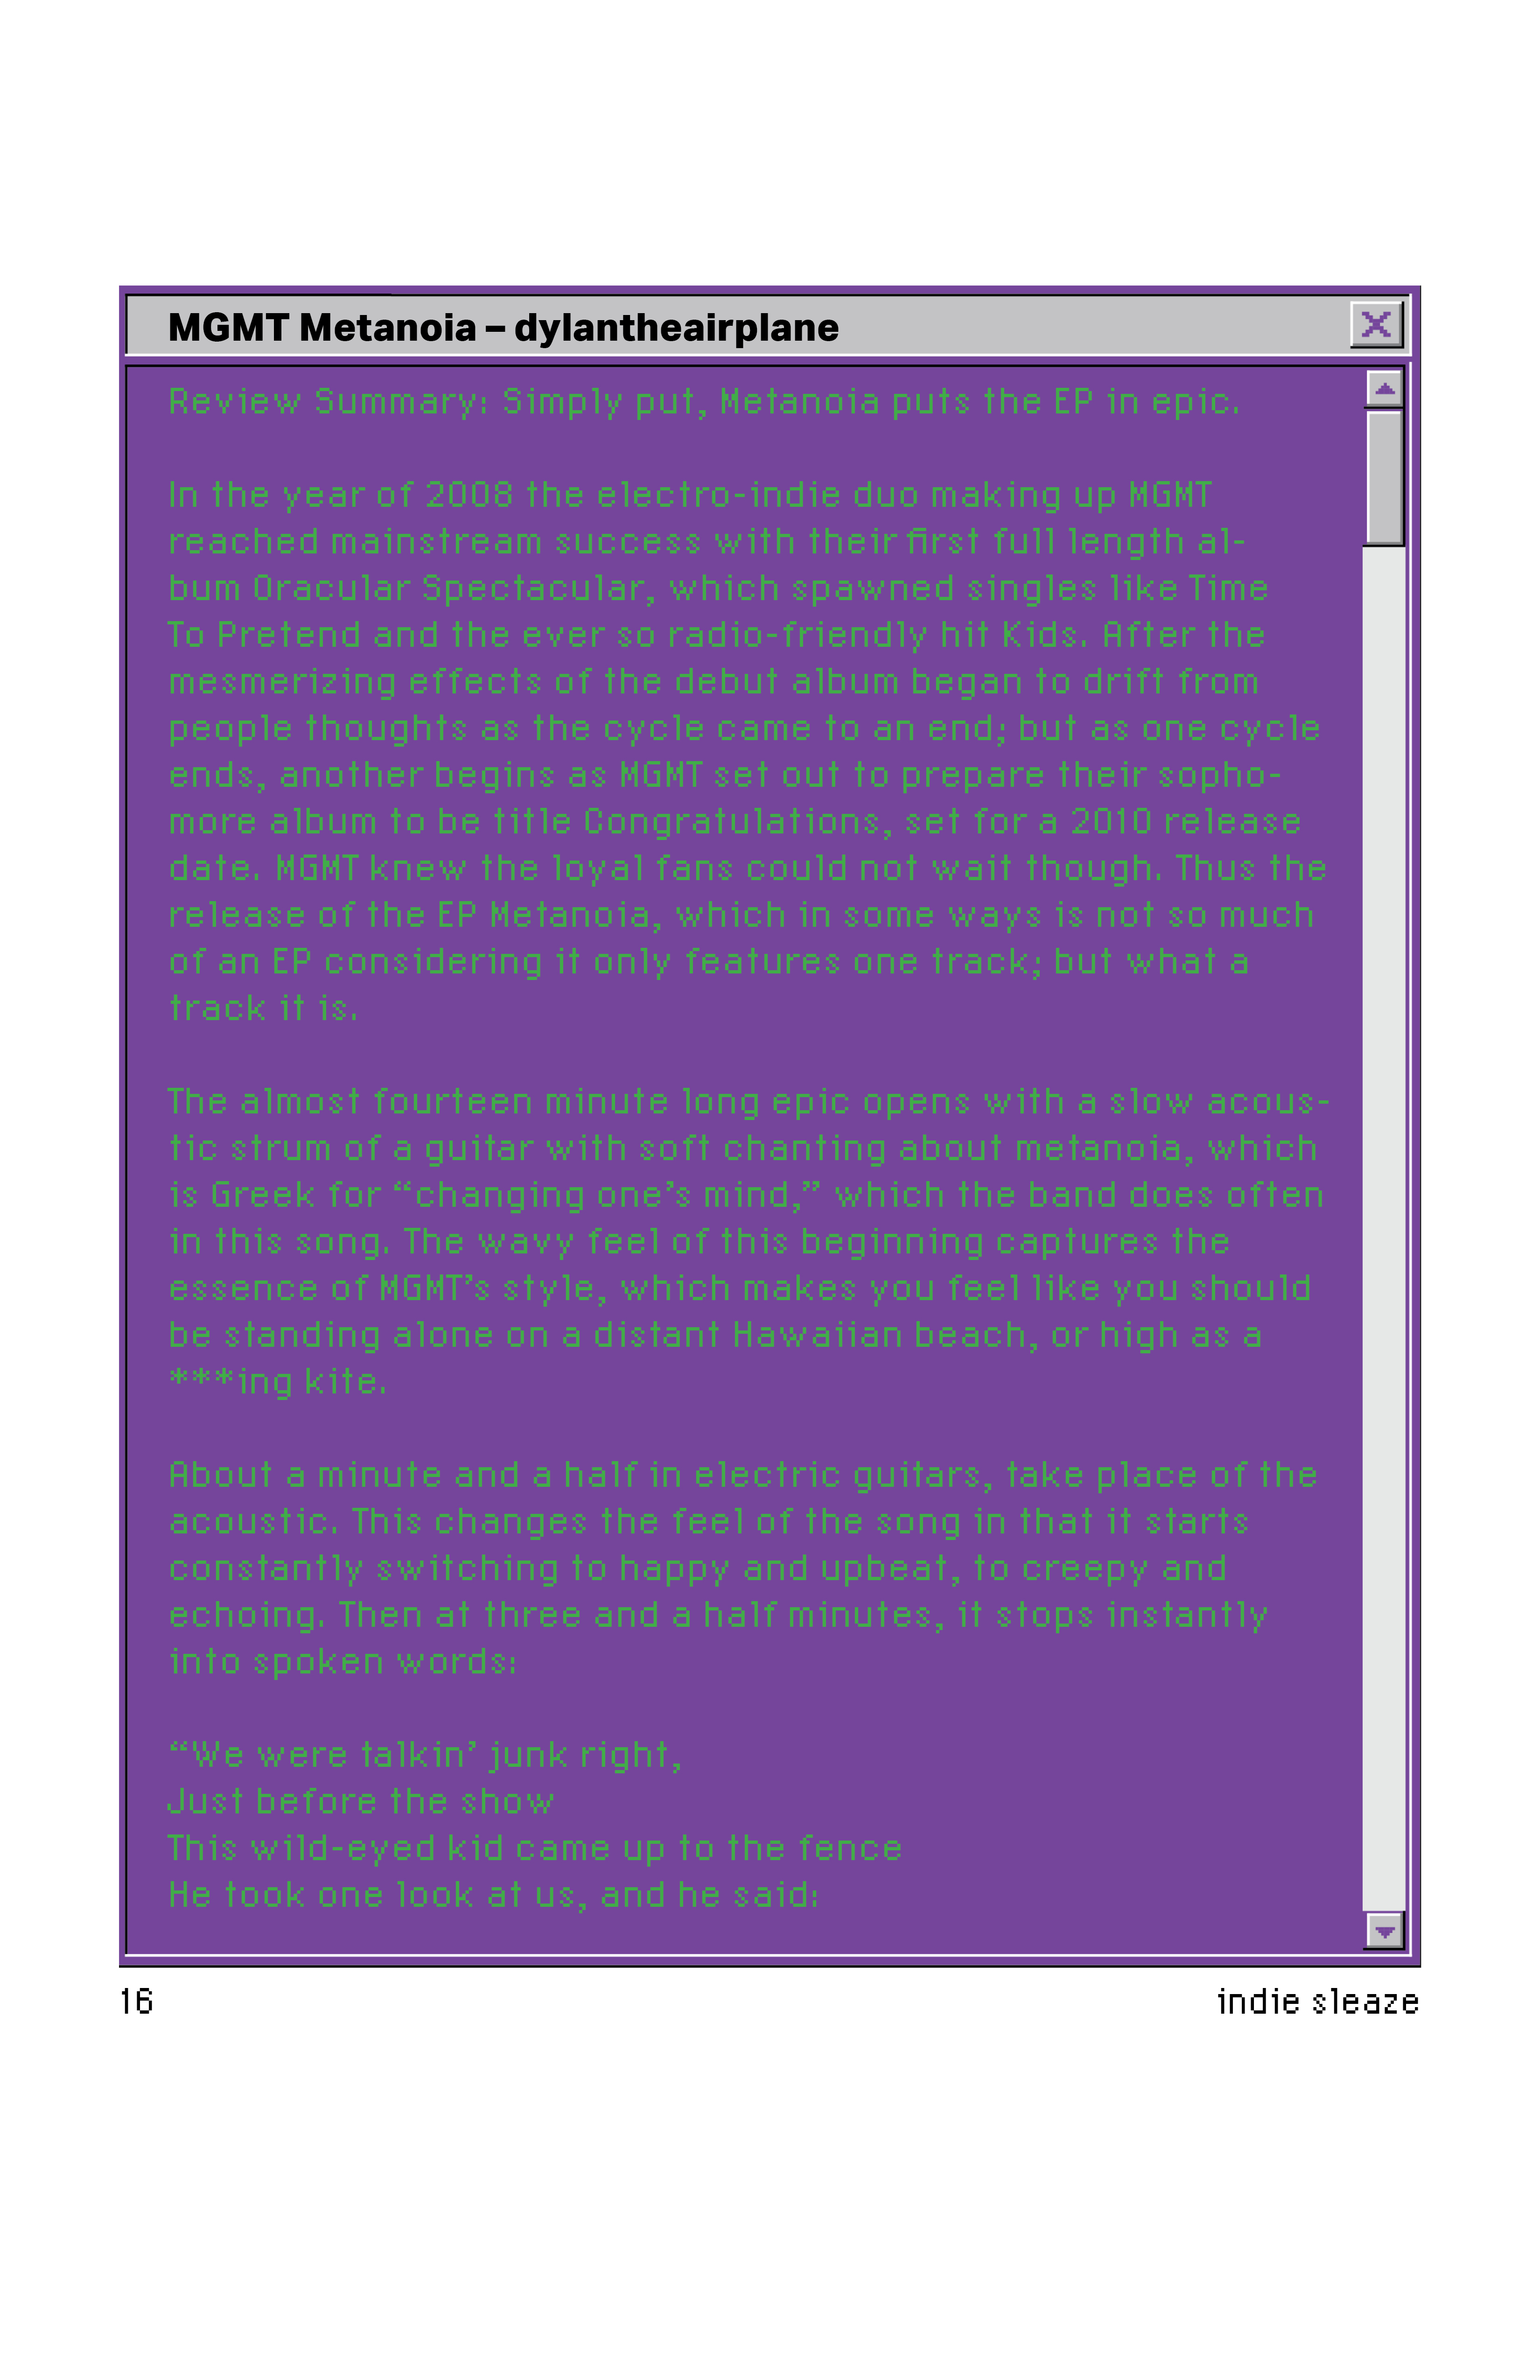 MGMT Metanoia – dylantheairplane
Review Summary: Simply put, Metanoia puts the EP in epic.
In the year of 2008 the electro-indie duo making up MGMT
reached mainstream success with their first full length al-
bum Oracular Spectacular, which spawned singles like Time
To Pretend and the ever so radio-friendly hit Kids. After the
mesmerizing effects of the debut album began to drift from
people thoughts as the cycle came to an end; but as one cycle
ends, another begins as MGMT set out to prepare their sopho-
more album to be title Congratulations, set for a 2010 release
date. MGMT knew the loyal fans could not wait though. Thus the
release of the EP Metanoia, which in some ways is not so much
of an EP considering it only features one track; but what a
track it is.
The almost fourteen minute long epic opens with a slow acous-
tic strum of a guitar with soft chanting about metanoia, which
is Greek for “changing one’s mind,” which the band does often
in this song. The wavy feel of this beginning captures the
essence of MGMT’s style, which makes you feel like you should
be standing alone on a distant Hawaiian beach, or high as a
***ing kite.
About a minute and a half in electric guitars, take place of the
acoustic. This changes the feel of the song in that it starts
constantly switching to happy and upbeat, to creepy and
echoing. Then at three and a half minutes, it stops instantly
into spoken words:
“We were talkin’ junk right,
Just before the show
This wild-eyed kid came up to the fence
He took one look at us, and he said:
16
indie sleaze